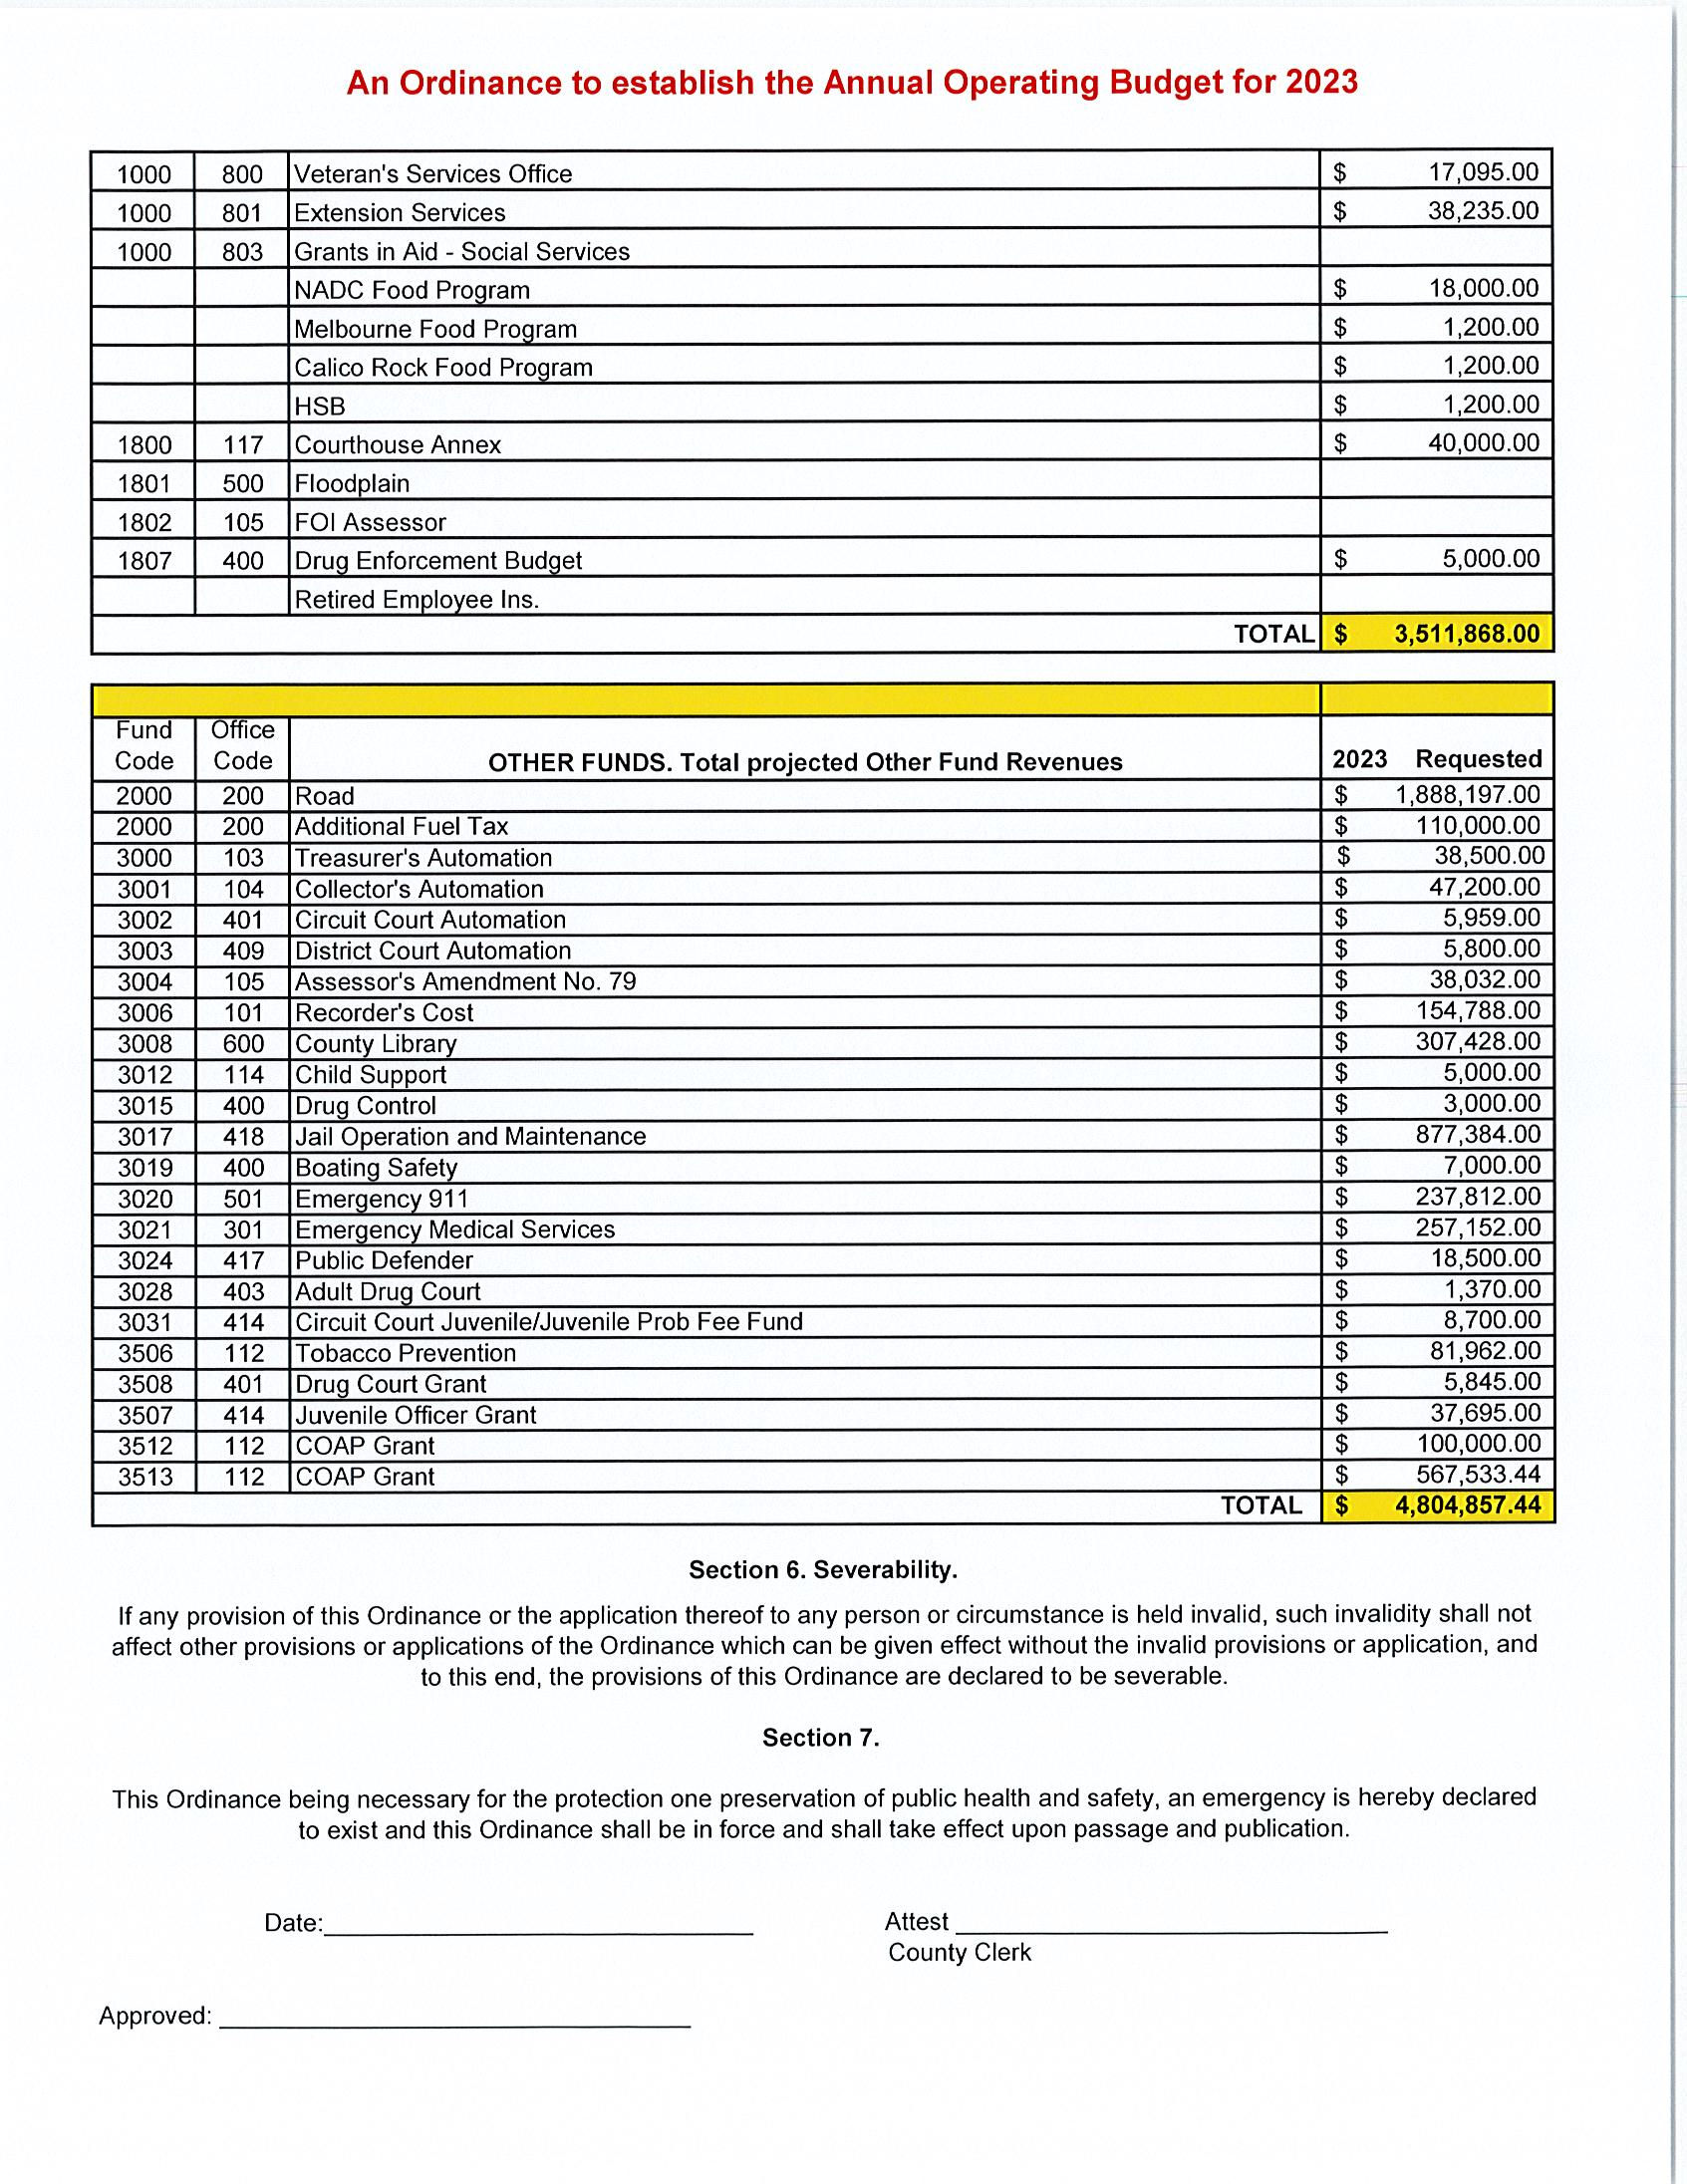 An Ordinance to establish the Annual Operating Budget for 2023
1000 800 Veteran's Services Office $ 17,095.00
1000 801 Extension Services $ 38,235.00
1000 803 Grants in Aid - Social Services
NADC Food Program $ 18,000.00
Melbourne Food Program $ 1,200.00
Calico Rock Food Program $ 1,200.00
HSB $ 1,200.00
1800 117 Courthouse Annex $ 40,000.00
1801 500 Floodplain
1802 105 FOI Assessor
1807 400 Drug Enforcement Budget $ 5,000.00
Retired Employee Ins.
TOTAL $ 3,511,868.00
Fund Office
Code Code OTHER FUNDS. Total projected Other Fund Revenues 2023 Requested
2000 200 Road $ 1,888,197.00
2000 200 Additional Fuel Tax $ 110,000.00
3000 103 Treasurer's Automation $ 38,500.00
3001 104 Collector's Automation $ 47,200.00
3002 401 Circuit Court Automation $ 5,959.00
3003 409 District Court Automation $ 5,800.00
3004 105 Assessor's Amendment No. 79 $ 38,032.00
3006 101 Recorder's Cost $ 154,788.00
3008 600 County Library $ 307,428.00
3012 114 Child Support $ 5,000.00
3015 400 Drug Control $ 3,000.00
3017 418 Jail Operation and Maintenance $ 877,384.00
3019 400 Boating Safety $ 7,000.00
3020 501 Emergency 911 $ 237,812.00
3021 301 Emergency Medical Services $ 257,152.00
3024 417 Public Defender $ 18,500.00
3028 403 Adult Drug Court $ 1,370.00
3031 414 Circuit Court Juvenile/Juvenile Prob Fee Fund $ 8,700.00
3506 112 Tobacco Prevention $ 81,962.00
3508 401 Drug Court Grant $ 5,845.00
3507 414 Juvenile Officer Grant $ 37,695.00
3512 112 COAP Grant $ 100,000.00
3513 112 COAP Grant $ 567,533.44
TOTAL $ 4,804,857.44
Section 6. Severability.
If any provision of this Ordinance or the application thereof to any person or circumstance is held invalid, such invalidity shall not
affect other provisions or applications of the Ordinance which can be given effect without the invalid provisions or application, and
to this end, the provisions of this Ordinance are declared to be severable.
Section 7.
This Ordinance being necessary for the protection one preservation of public health and safety, an emergency is hereby declared
to exist and this Ordinance shall be in force and shall take effect upon passage and publication.
Date: Attest
County Clerk
Approved: